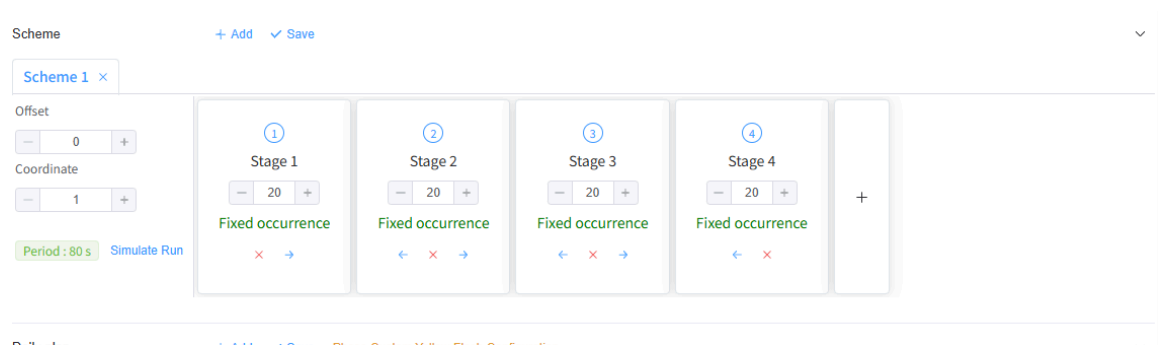 Scheme + Add Save
Scheme 1 ×
Offset
— 0 +
Coordinate
— 1 +
Period : 80 s Simulate Run
1
Stage 1
— 20 +
Fixed occurrence
2
Stage 2
— 20 +
Fixed occurrence
3
Stage 3
— 20 +
Fixed occurrence
4
Stage 4
— 20 +
Fixed occurrence
+